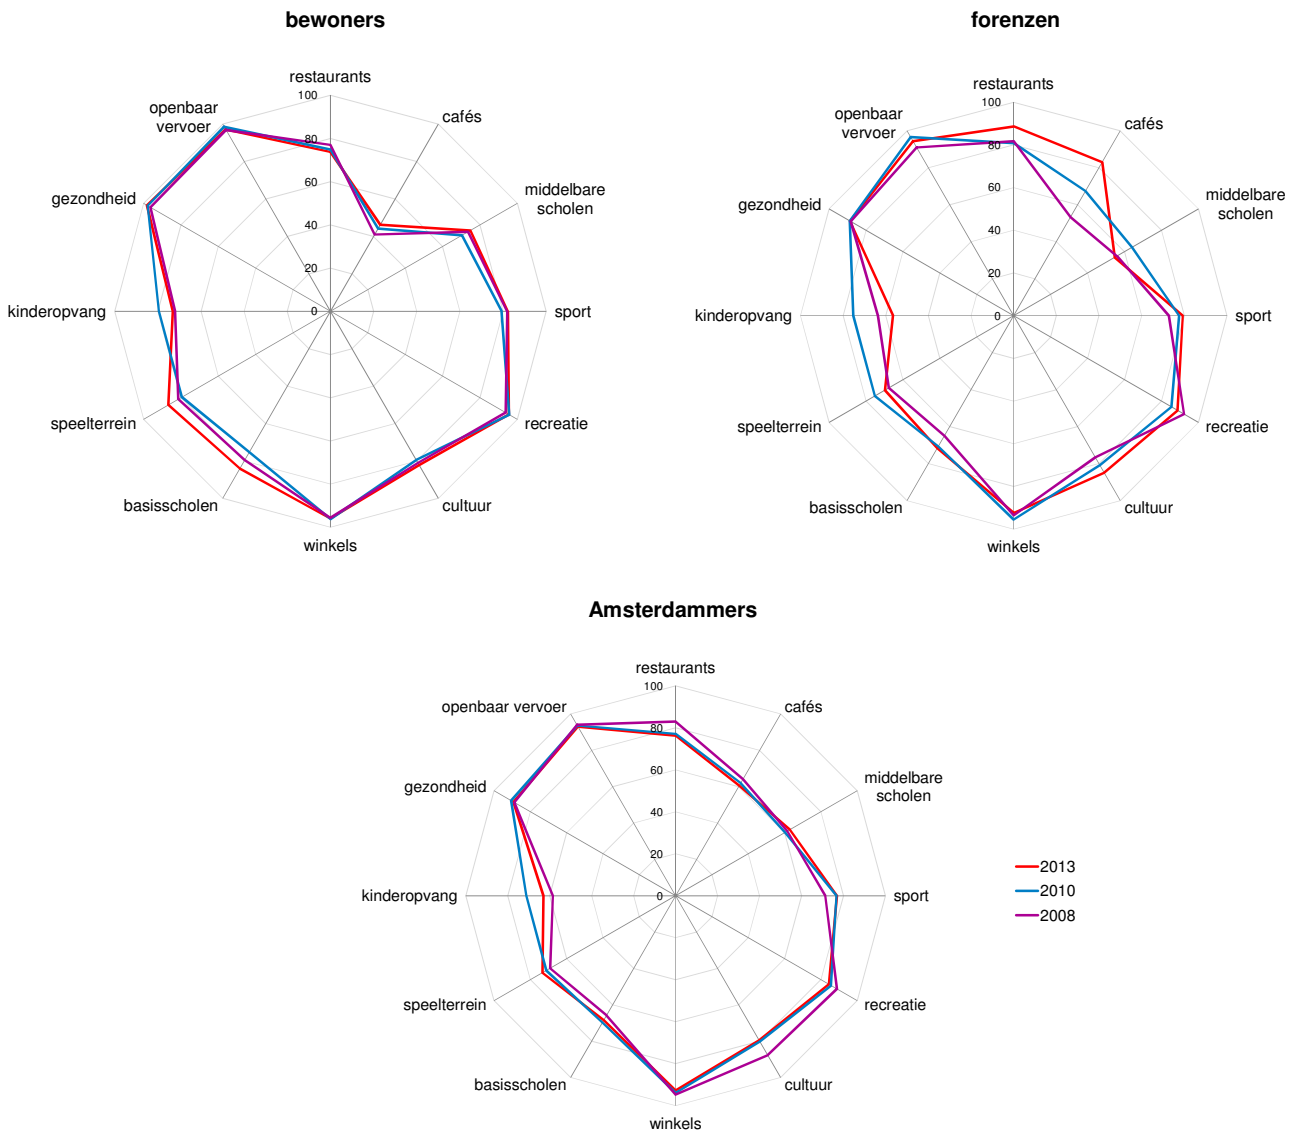 bewoners
restaurants
cafés
middelbare
scholen
sport
recreatie
cultuur
winkels
basisscholen
speelterrein
kinderopvang
gezondheid
openbaar
vervoer
100
80
60
40
20
0
forenzen
restaurants
cafés
middelbare
scholen
sport
recreatie
cultuur
winkels
basisscholen
speelterrein
kinderopvang
gezondheid
openbaar
vervoer
100
80
60
40
20
0
Amsterdammers
restaurants
cafés
middelbare
scholen
sport
recreatie
cultuur
winkels
basisscholen
speelterrein
kinderopvang
gezondheid
openbaar vervoer
100
80
60
40
20
0
2013
2010
2008